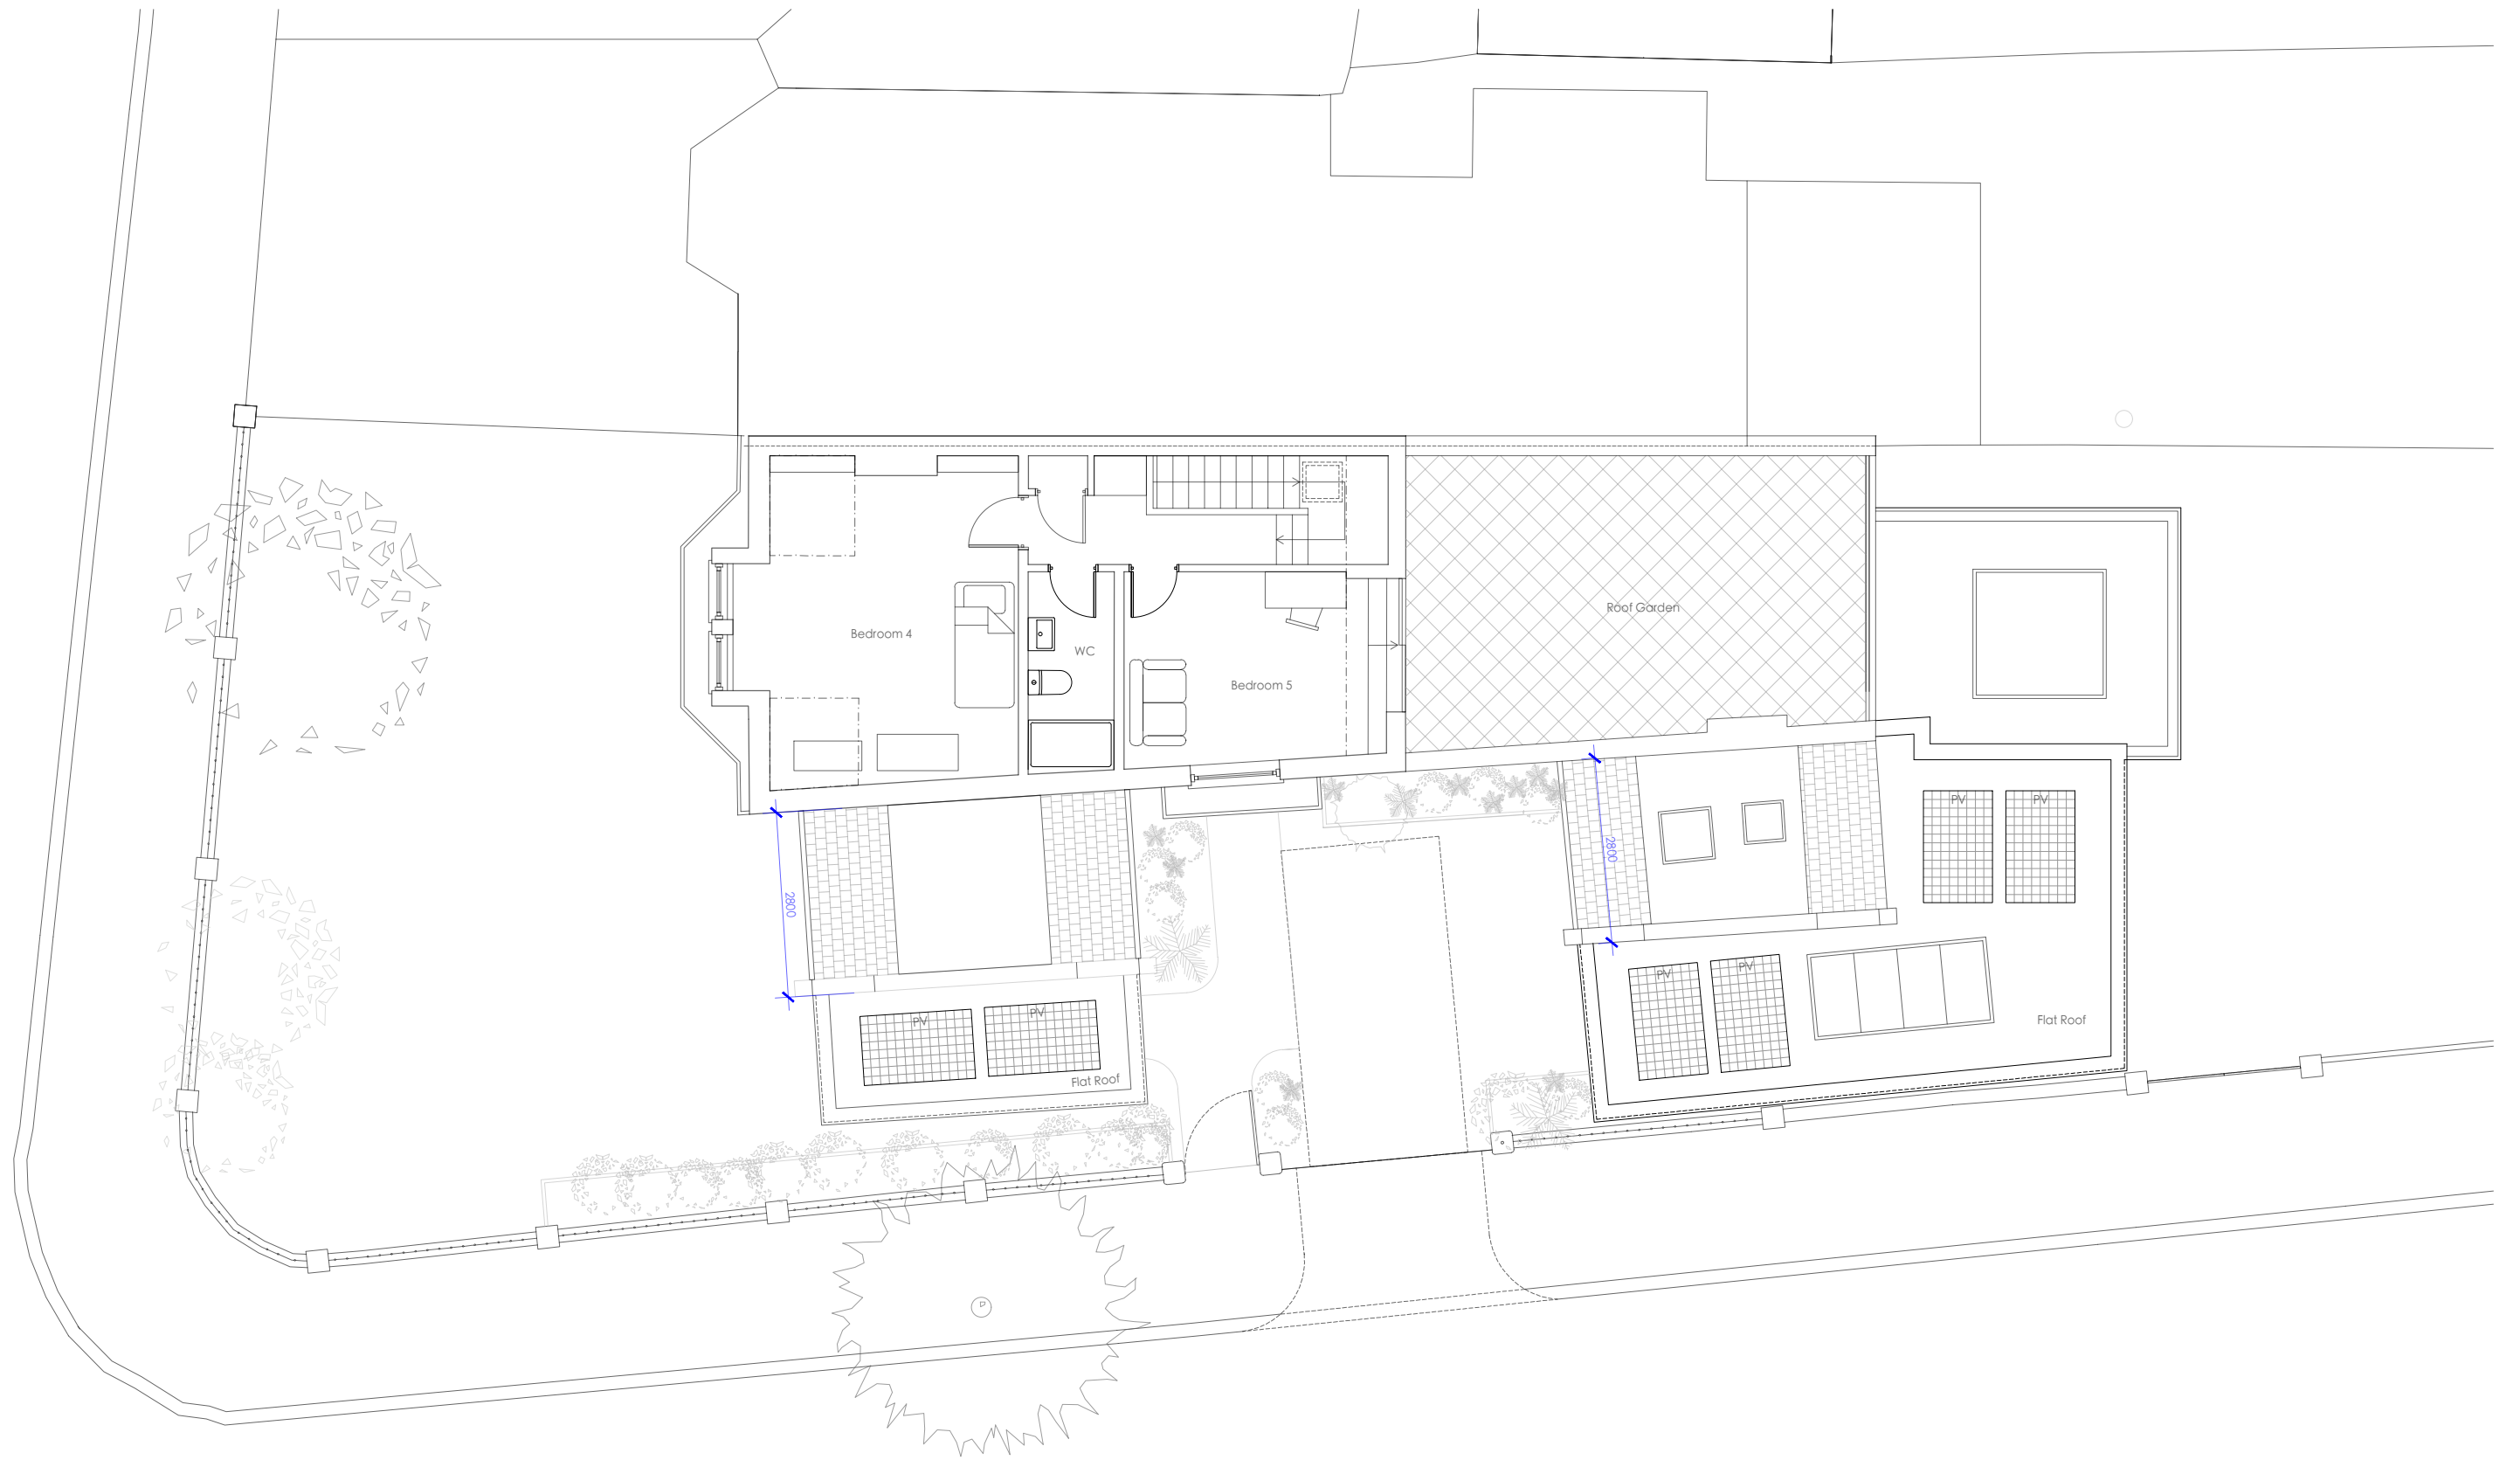 Roof Garden
Bedroom 4
WC
Bedroom 5
PV
PV
2800
2800
PV
PV
PV
PV
Flat Roof
Flat Roof